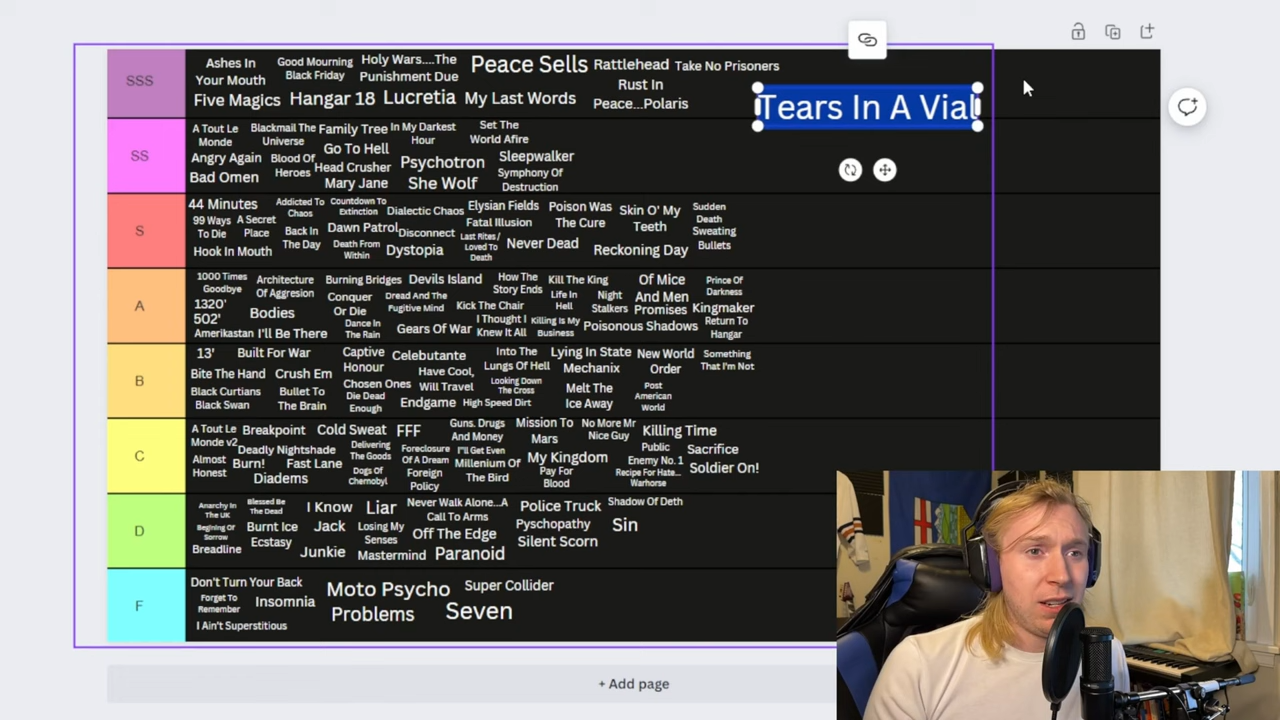 SSS
Ashes In
Your Mouth
Good Mourning
Black Friday
Holy Wars....The
Punishment Due
Peace Sells
Rattlehead
Take No Prisoners
Five Magics
Hangar 18
Lucretia
My Last Words
Rust In
Peace...Polaris
Tears In A Vial
SS
A Tout Le
Monde
Blackmail The
Universe
Family Tree
In My Darkest
Hour
Set The
World Afire
Go To Hell
Angry Again
Blood Of
Heroes
Head Crusher
Psychotron
Sleepwalker
Bad Omen
Mary Jane
She Wolf
Symphony Of
Destruction
S
44 Minutes
Addicted To
Chaos
Countdown To
Extinction
Dialectic Chaos
Elysian Fields
Poison Was
The Cure
Skin O' My
Teeth
Sudden
Death
Sweating
Bullets
99 Ways
To Die
A Secret
Place
Back In
The Day
Dawn Patrol
Disconnect
Fatal Illusion
Hook In Mouth
Death From
Within
Dystopia
Last Rites /
Loved To
Death
Never Dead
Reckoning Day
A
1000 Times
Goodbye
Architecture
Of Aggresion
Burning Bridges
Devils Island
How The
Story Ends
Kill The King
Of Mice
And Men
Prince Of
Darkness
1320'
502'
Bodies
Conquer
Or Die
Dread And The
Fugitive Mind
Kick The Chair
Life In
Hell
Night
Stalkers
Promises
Kingmaker
Amerikastan
I'll Be There
Dance In
The Rain
Gears Of War
I Thought I
Knew It All
Killing Is My
Business
Poisonous Shadows
Return To
Hangar
B
13'
Built For War
Captive
Honour
Celebutante
Into The
Lungs Of Hell
Lying In State
New World
Order
Something
That I'm Not
Bite The Hand
Crush Em
Have Cool,
Will Travel
Mechanix
Black Curtians
Black Swan
Bullet To
The Brain
Chosen Ones
Die Dead
Enough
Endgame
Looking Down
The Cross
High Speed Dirt
Melt The
Ice Away
Post
American
World
C
A Tout Le
Monde v2
Breakpoint
Cold Sweat
FFF
Guns. Drugs
And Money
Mission To
Mars
No More Mr
Nice Guy
Killing Time
Almost
Honest
Deadly Nightshade
Burn!
Fast Lane
Delivering
The Goods
Foreclosure
Of A Dream
I"ll Get Even
Millenium Of
The Bird
My Kingdom
Public
Enemy No. 1
Sacrifice
Diadems
Dogs Of
Chernobyl
Foreign
Policy
Pay For
Blood
Recipe For Hate...
Warhorse
Soldier On!
D
Anarchy In
The UK
Blessed Be
The Dead
I Know
Jack
Liar
Never Walk Alone...A
Call To Arms
Police Truck
Shadow Of Deth
Begining Of
Sorrow
Burnt Ice
Losing My
Senses
Off The Edge
Pyschopathy
Sin
Breadline
Ecstasy
Junkie
Mastermind
Paranoid
Silent Scorn
F
Don't Turn Your Back
Moto Psycho
Super Collider
Forget To
Remember
Insomnia
Problems
Seven
I Ain't Superstitious
+ Add page